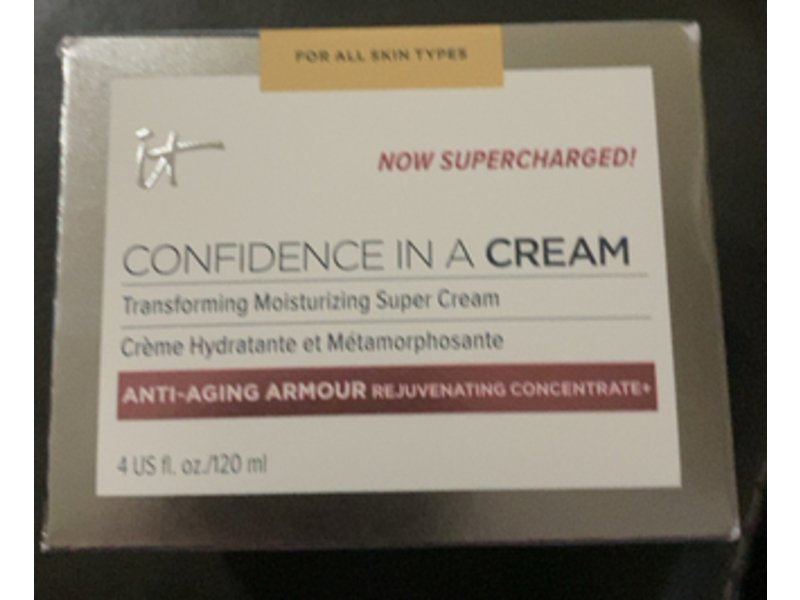 FOR ALL SKIN TYPES
it
NOW SUPERCHARGED!
CONFIDENCE IN A CREAM
Transforming Moisturizing Super Cream
Crème Hydratante et Métamorphosante
ANTI-AGING ARMOUR REJUVENATING CONCENTRATE+
4 US fl. oz./120 ml